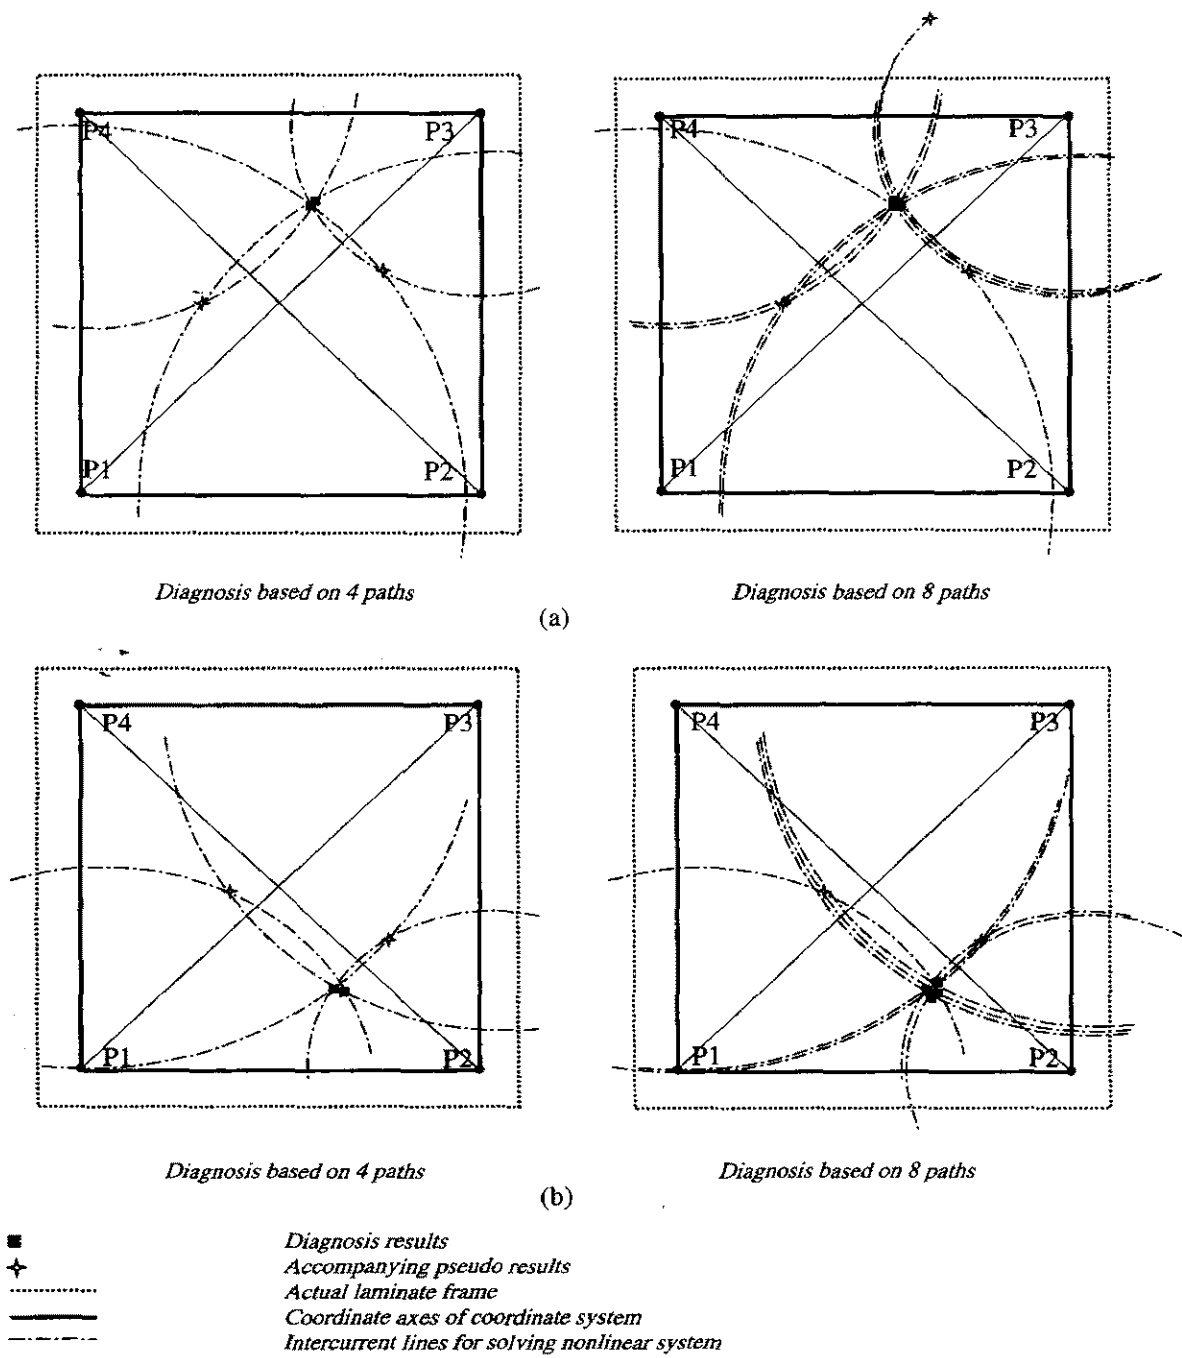 P4
P3
P4
P3
P1
P2
P1
P2
Diagnosis based on 4 paths
Diagnosis based on 8 paths
(a)
P4
P3
P4
P3
P1
P2
P1
P2
Diagnosis based on 4 paths
Diagnosis based on 8 paths
(b)
Diagnosis results
Accompanying pseudo results
Actual laminate frame
Coordinate axes of coordinate system
Intercurrent lines for solving nonlinear system